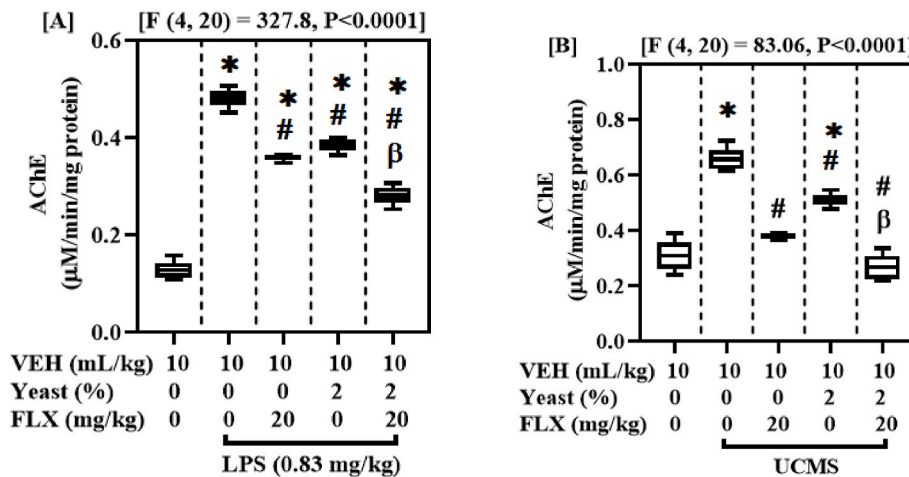 [A] [F (4, 20) = 327.8, P<0.0001]
AChE
(µM/min/mg protein)
0.6
0.4
0.2
0.0
*
*
#
*
#
*
#
β
VEH (mL/kg) 10 10 10 10 10
Yeast (%) 0 0 0 2 2
FLX (mg/kg) 0 0 20 0 20
LPS (0.83 mg/kg)
[B] [F (4, 20) = 83.06, P<0.0001]
AChE
(µM/min/mg protein)
1.0
0.8
0.6
0.4
0.2
0.0
*
#
*
#
#
β
VEH (mL/kg) 10 10 10 10 10
Yeast (%) 0 0 0 2 2
FLX (mg/kg) 0 0 20 0 20
UCMS